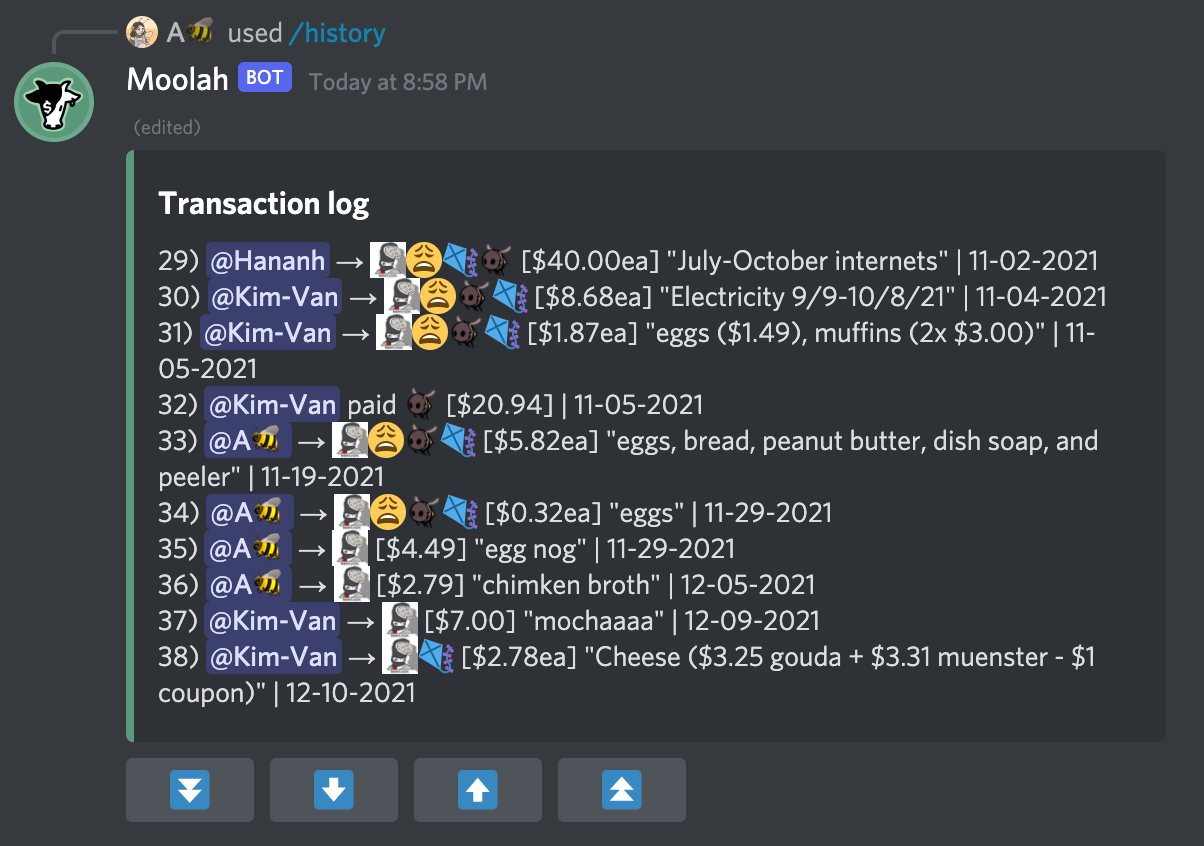 A🐝 used /history
Moolah BOT Today at 8:58 PM
(edited)
Transaction log
29) @Hananh → 😩🪁 [$40.00ea] "July-October internets" | 11-02-2021
30) @Kim-Van → 😩🪁 [$8.68ea] "Electricity 9/9-10/8/21" | 11-04-2021
31) @Kim-Van → 😩🪁 [$1.87ea] "eggs ($1.49), muffins (2x $3.00)" | 11-
05-2021
32) @Kim-Van paid [$20.94] | 11-05-2021
33) @A🐝 → 😩🪁 [$5.82ea] "eggs, bread, peanut butter, dish soap, and
peeler" | 11-19-2021
34) @A🐝 → 😩🪁 [$0.32ea] "eggs" | 11-29-2021
35) @A🐝 → [$4.49] "egg nog" | 11-29-2021
36) @A🐝 → [$2.79] "chimken broth" | 12-05-2021
37) @Kim-Van → [$7.00] "mochaaaa" | 12-09-2021
38) @Kim-Van → 🪁 [$2.78ea] "Cheese ($3.25 gouda + $3.31 muenster - $1
coupon)" | 12-10-2021